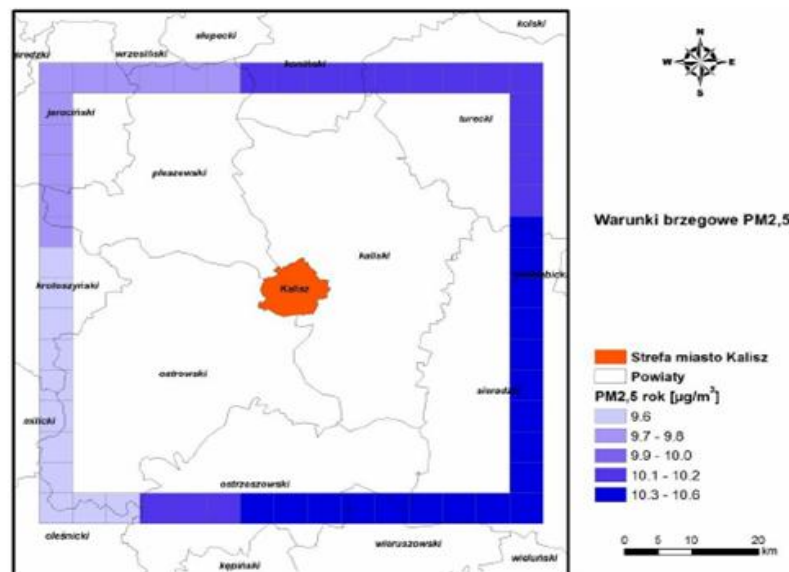 słupecki
kolski
średzki
wrzesiński
koniński
jarociński
turecki
pleszewski
kaliski
krotoszyński
Kalisz
ostrowski
milicki
ostrzeszowski
oleśnicki
wieruszowski
wieluński
kępiński
N
W
E
S
Warunki brzegowe PM2,5
Strefa miasto Kalisz
Powiaty
PM2,5 rok [µg/m³]
9.6
9.7 - 9.8
9.9 - 10.0
10.1 - 10.2
10.3 - 10.6
0 5 10 20
km